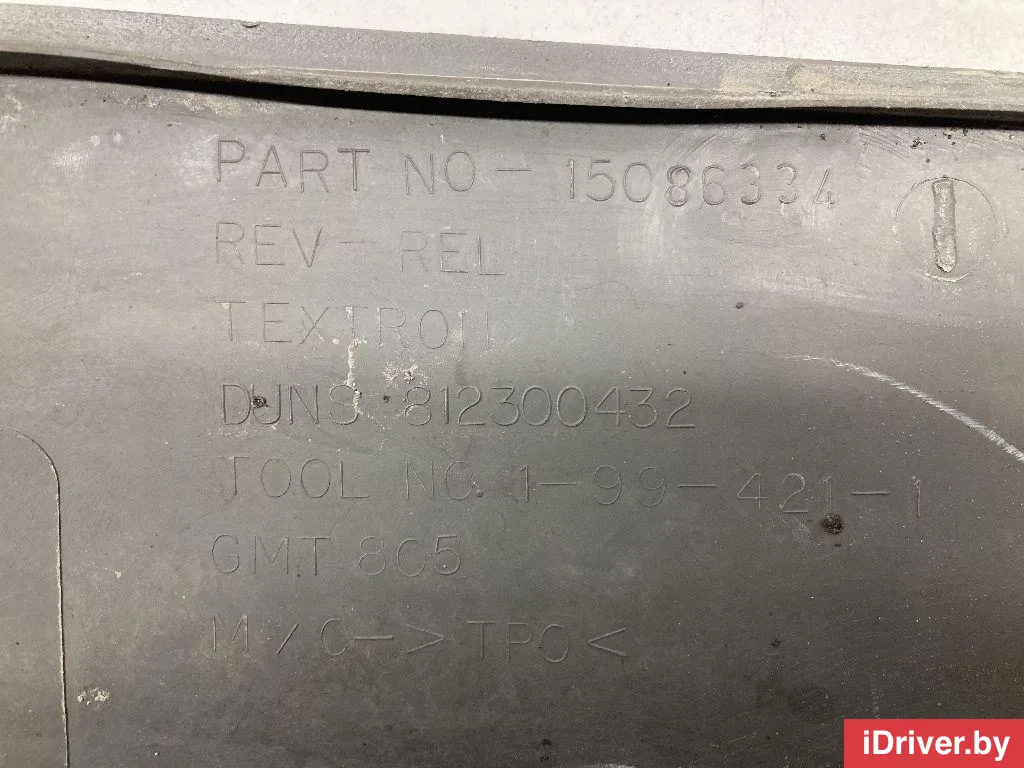 PART NO - 15086334
REV - REL
TEXTRON
DUNS 812300432
TOOL NO. 1-99-421-1
GMT 805
M/C->TPO<
iDriver.by